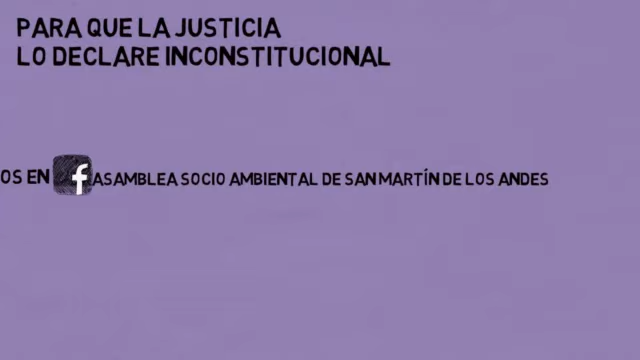 PARA QUE LA JUSTICIA
LO DECLARE INCONSTITUCIONAL
OS EN f ASAMBLEA SOCIO AMBIENTAL DE SAN MARTÍN DE LOS ANDES